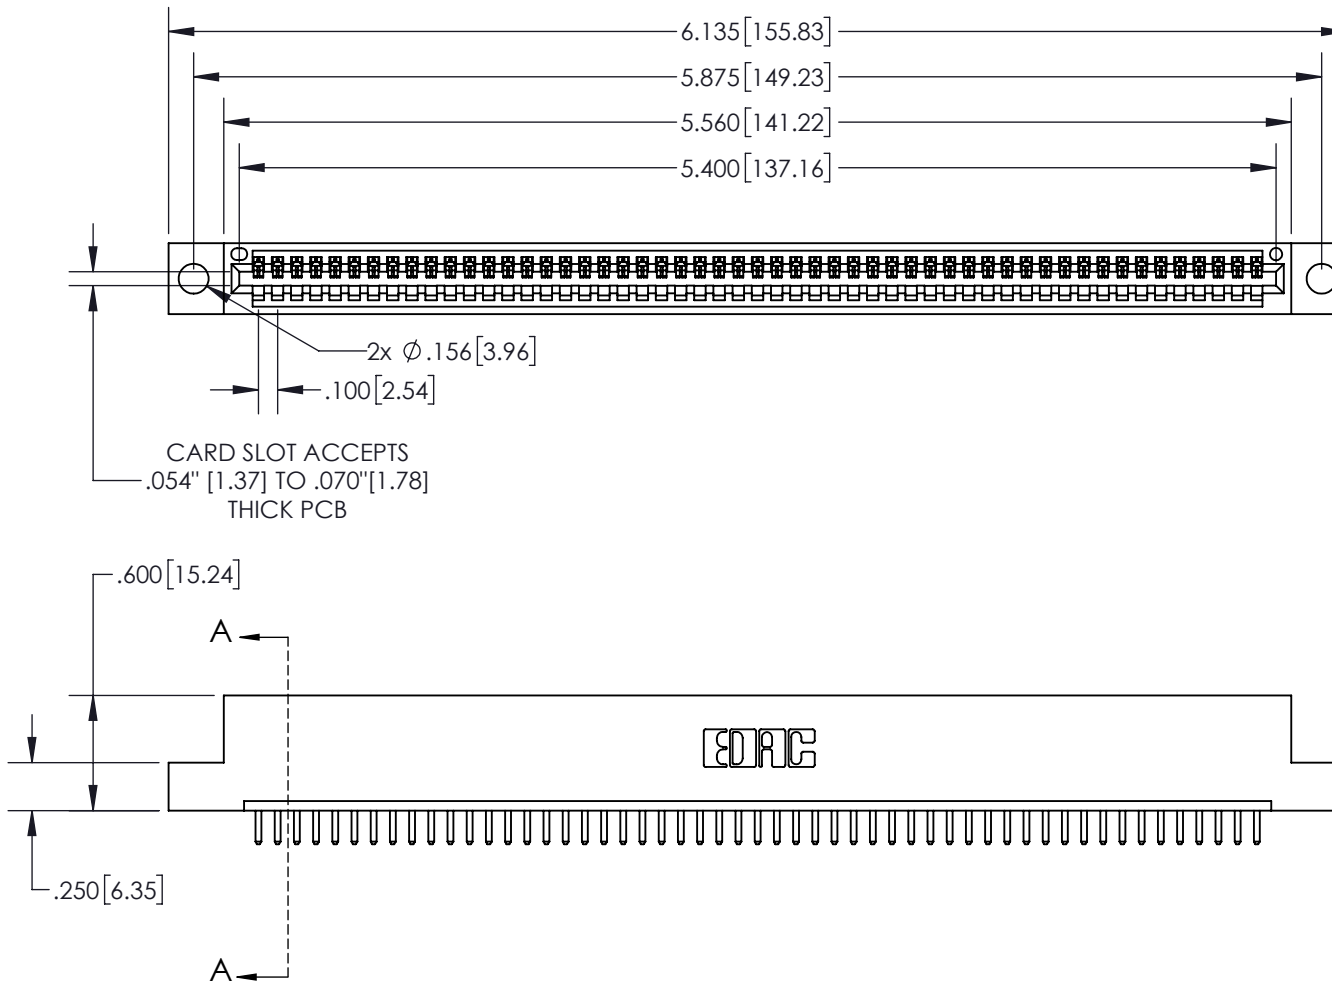 6.135[155.83]
5.875[149.23]
5.560[141.22]
5.400[137.16]
2x Ø.156[3.96]
.100[2.54]
CARD SLOT ACCEPTS
.054" [1.37] TO .070"[1.78]
THICK PCB
.600[15.24]
A
EDAC
.250[6.35]
A